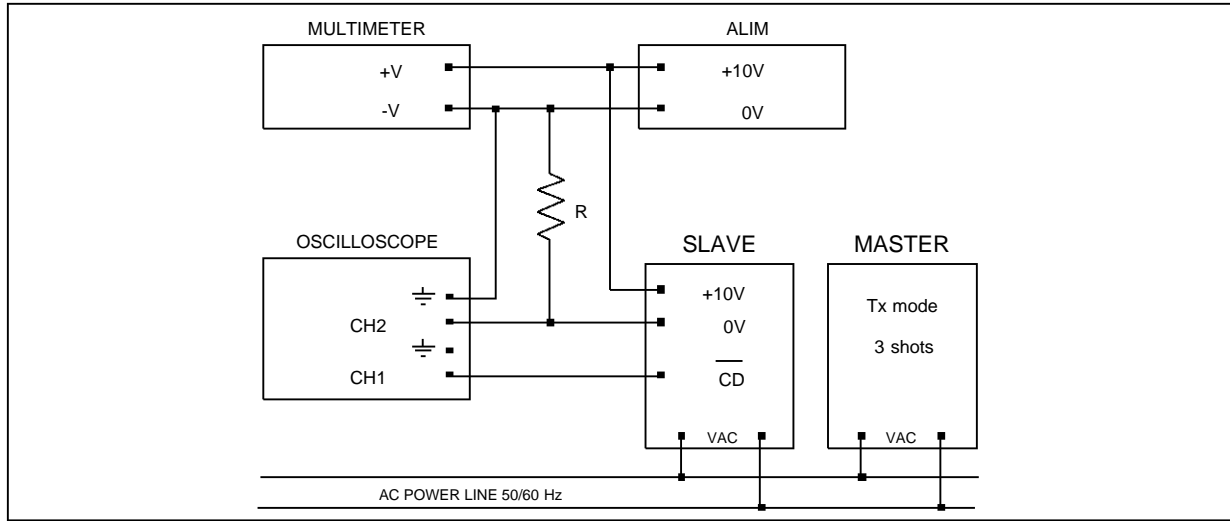 MULTIMETER
+V
-V
ALIM
+10V
0V
R
OSCILLOSCOPE
CH2
CH1
SLAVE
+10V
0V
CD
VAC
MASTER
Tx mode
3 shots
VAC
AC POWER LINE 50/60 Hz